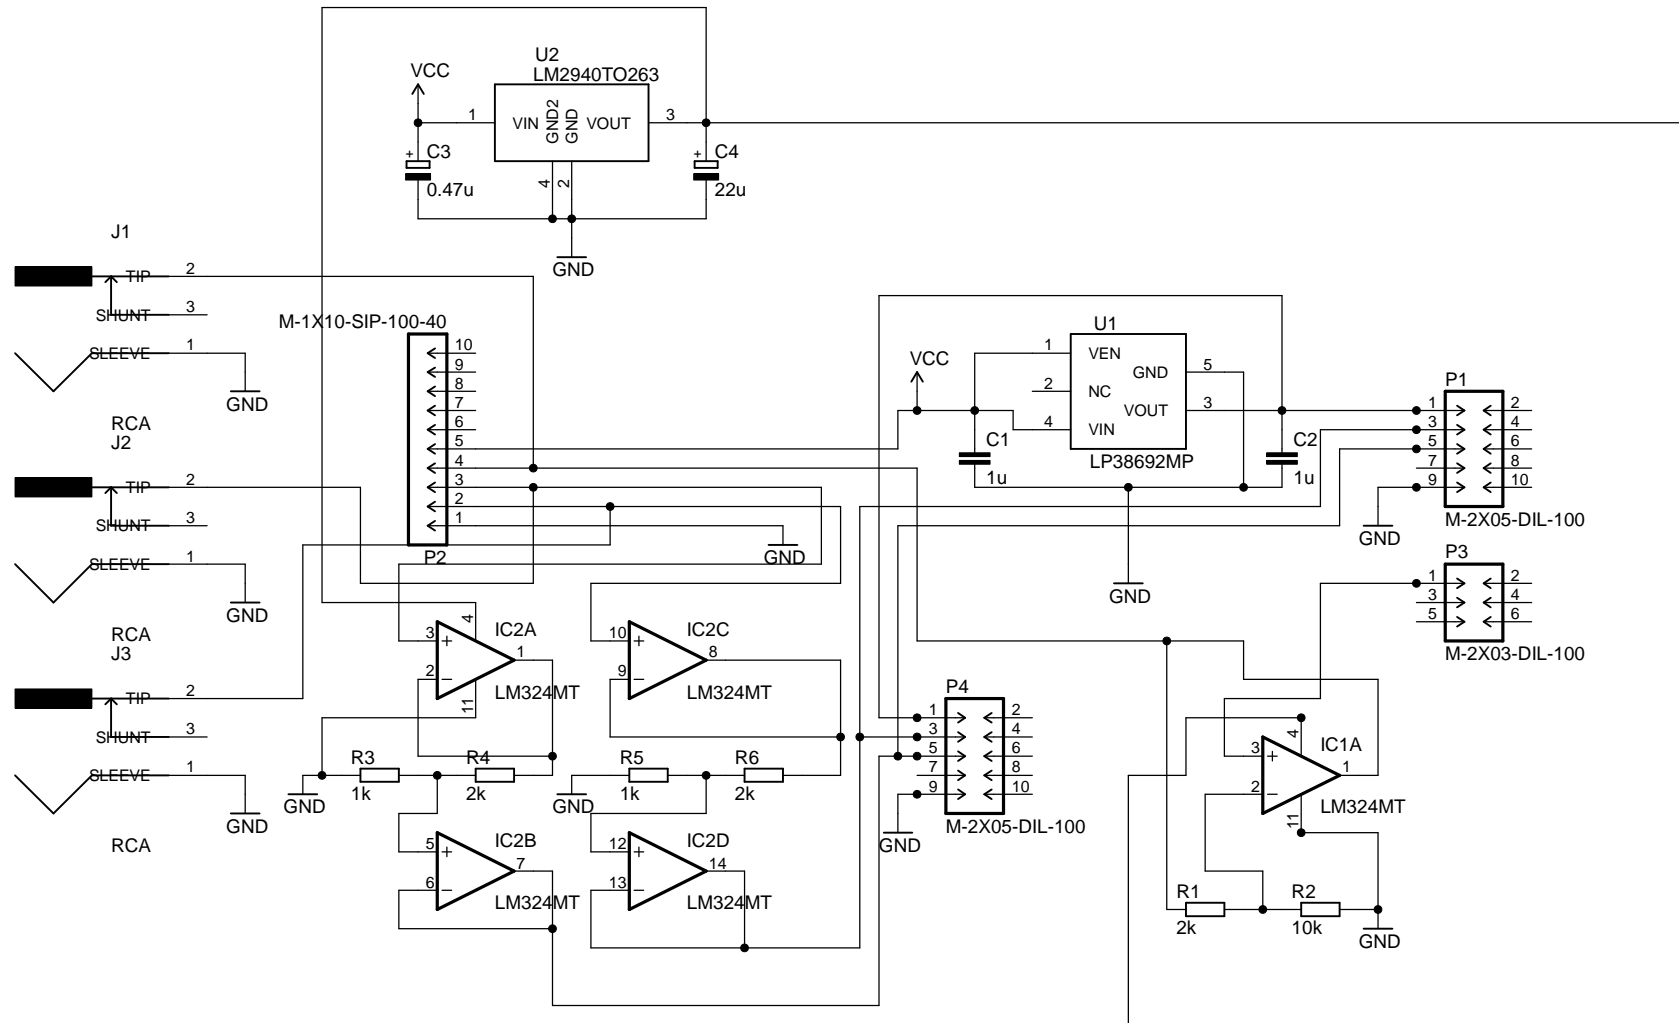 U2
LM2940TO263
VCC
1 VIN GND2 GND VOUT 3
+ C3
0.47u
4 2
+ C4
22u
GND
J1
TIP 2
SHUNT 3
SLEEVE 1
GND
RCA
J2
TIP 2
SHUNT 3
SLEEVE 1
GND
RCA
J3
TIP 2
SHUNT 3
SLEEVE 1
GND
RCA
M-1X10-SIP-100-40
10
9
8
7
6
5
4
3
2
1
P2
GND
VCC
U1
1 VEN
GND 5
2 NC
VOUT 3
4 VIN
LP38692MP
C1
1u
C2
1u
GND
P1
1 2
3 4
5 6
7 8
9 10
M-2X05-DIL-100
GND
P3
1 2
3 4
5 6
M-2X03-DIL-100
IC2A
4
3 +
1
2 −
11
LM324MT
IC2C
10 +
8
9 −
LM324MT
R3
1k
R4
2k
GND
R5
1k
R6
2k
GND
IC2B
5 +
7
6 −
LM324MT
IC2D
12 +
14
13 −
LM324MT
P4
1 2
3 4
5 6
7 8
9 10
M-2X05-DIL-100
GND
IC1A
4
3 +
1
2 −
11
LM324MT
R1
2k
R2
10k
GND